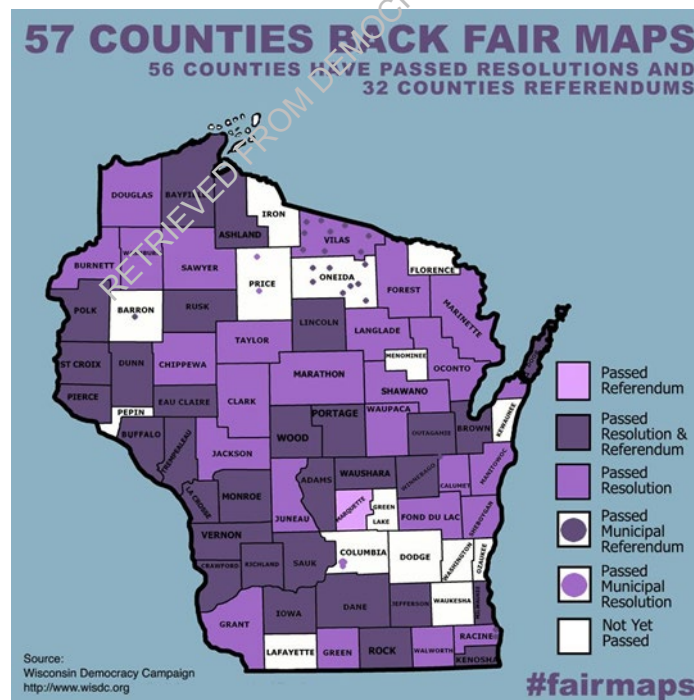 57 COUNTIES BACK FAIR MAPS
56 COUNTIES HAVE PASSED RESOLUTIONS AND
32 COUNTIES REFERENDUMS
RETRIEVED FROM
DOUGLAS
BAYFIELD
IRON
ASHLAND
VILAS
BURNETT
SAWYER
PRICE
ONEIDA
FLORENCE
FOREST
MARINETTE
POLK
BARRON
RUSK
LINCOLN
LANGLADE
TAYLOR
MENOMINEE
OCONTO
ST CROIX
DUNN
CHIPPEWA
MARATHON
SHAWANO
PIERCE
EAU CLAIRE
CLARK
PEPIN
BUFFALO
TREMPEALEAU
WOOD
PORTAGE
WAUPACA
OUTAGAMIE
BROWN
KEWAUNEE
JACKSON
ADAMS
WAUSHARA
WINNEBAGO
CALUMET
MANITOWOC
LA CROSSE
MONROE
JUNEAU
MARQUETTE
GREEN
LAKE
FOND DU LAC
SHEBOYGAN
VERNON
CRAWFORD
RICHLAND
SAUK
COLUMBIA
DODGE
WASHINGTON
OZAUKEE
GRANT
IOWA
DANE
JEFFERSON
WAUKESHA
MILWAUKEE
LAFAYETTE
GREEN
ROCK
WALWORTH
RACINE
KENOSHA
Passed
Referendum
Passed
Resolution &
Referendum
Passed
Resolution
Passed
Municipal
Referendum
Passed
Municipal
Resolution
Not Yet
Passed
Source:
Wisconsin Democracy Campaign
http://www.wisdc.org
#fairmaps